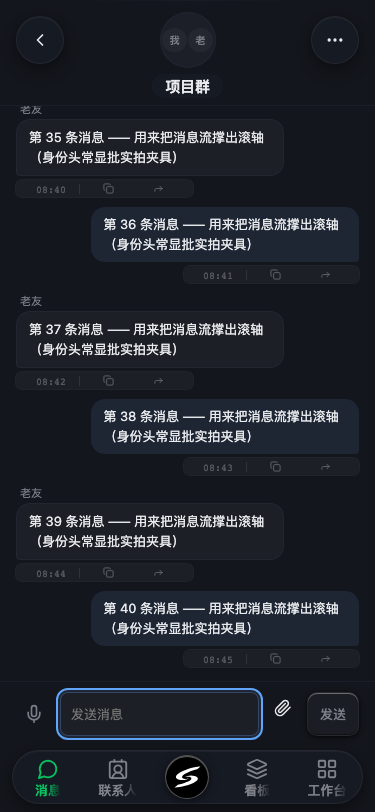 我 老
项目群
老友
第 35 条消息 —— 用来把消息流撑出滚轴
（身份头常显批实拍夹具）
08:40
第 36 条消息 —— 用来把消息流撑出滚轴
（身份头常显批实拍夹具）
08:41
老友
第 37 条消息 —— 用来把消息流撑出滚轴
（身份头常显批实拍夹具）
08:42
第 38 条消息 —— 用来把消息流撑出滚轴
（身份头常显批实拍夹具）
08:43
老友
第 39 条消息 —— 用来把消息流撑出滚轴
（身份头常显批实拍夹具）
08:44
第 40 条消息 —— 用来把消息流撑出滚轴
（身份头常显批实拍夹具）
08:45
发送消息 发送
消息 联系人 看板 工作台